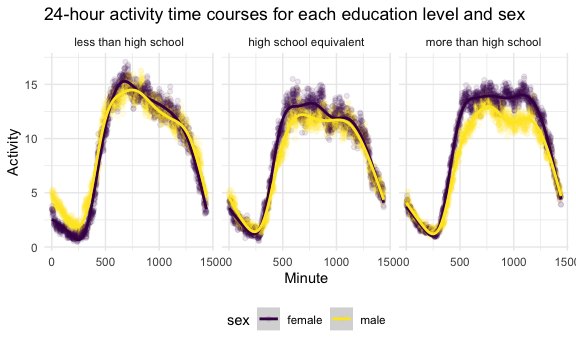 24-hour activity time courses for each education level and sex
less than high school high school equivalent more than high school
15
10
5
0
Activity
0 500 1000 15000 500 1000 15000 500 1000 1500
Minute
sex female male